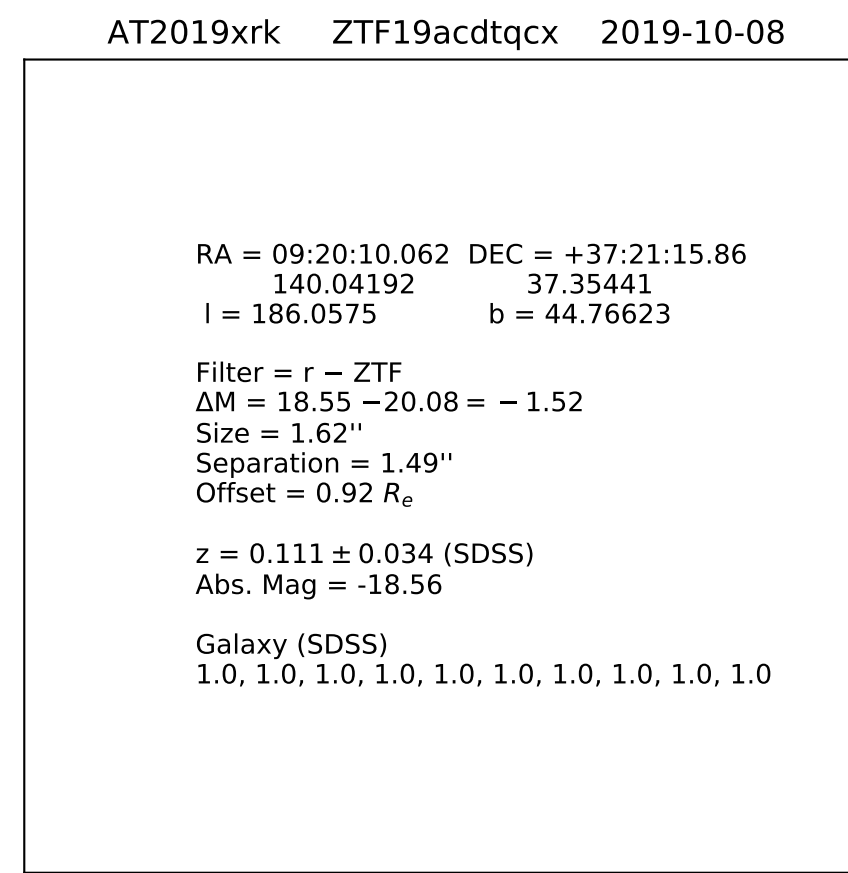 AT2019xrk ZTF19acdtqcx 2019-10-08
RA = 09:20:10.062 DEC = +37:21:15.86
140.04192 37.35441
l = 186.0575 b = 44.76623
Filter = r − ZTF
ΔM = 18.55 −20.08 = − 1.52
Size = 1.62''
Separation = 1.49''
Offset = 0.92 Rₑ
z = 0.111 ± 0.034 (SDSS)
Abs. Mag = -18.56
Galaxy (SDSS)
1.0, 1.0, 1.0, 1.0, 1.0, 1.0, 1.0, 1.0, 1.0, 1.0